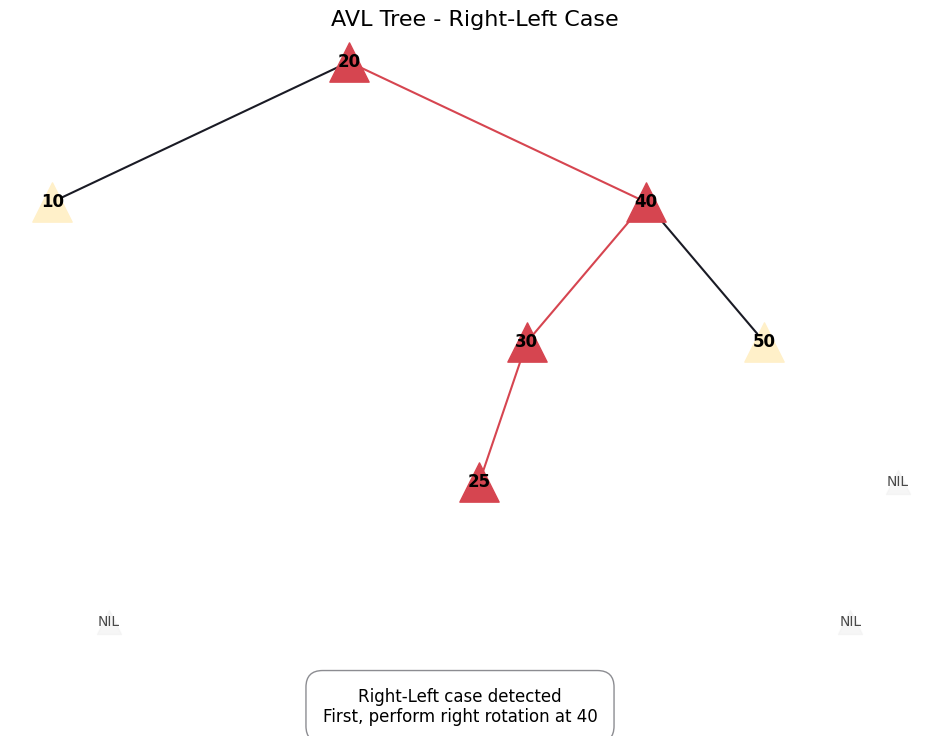 AVL Tree - Right-Left Case
20
10
40
30
50
25
NIL
NIL
NIL
Right-Left case detected
First, perform right rotation at 40